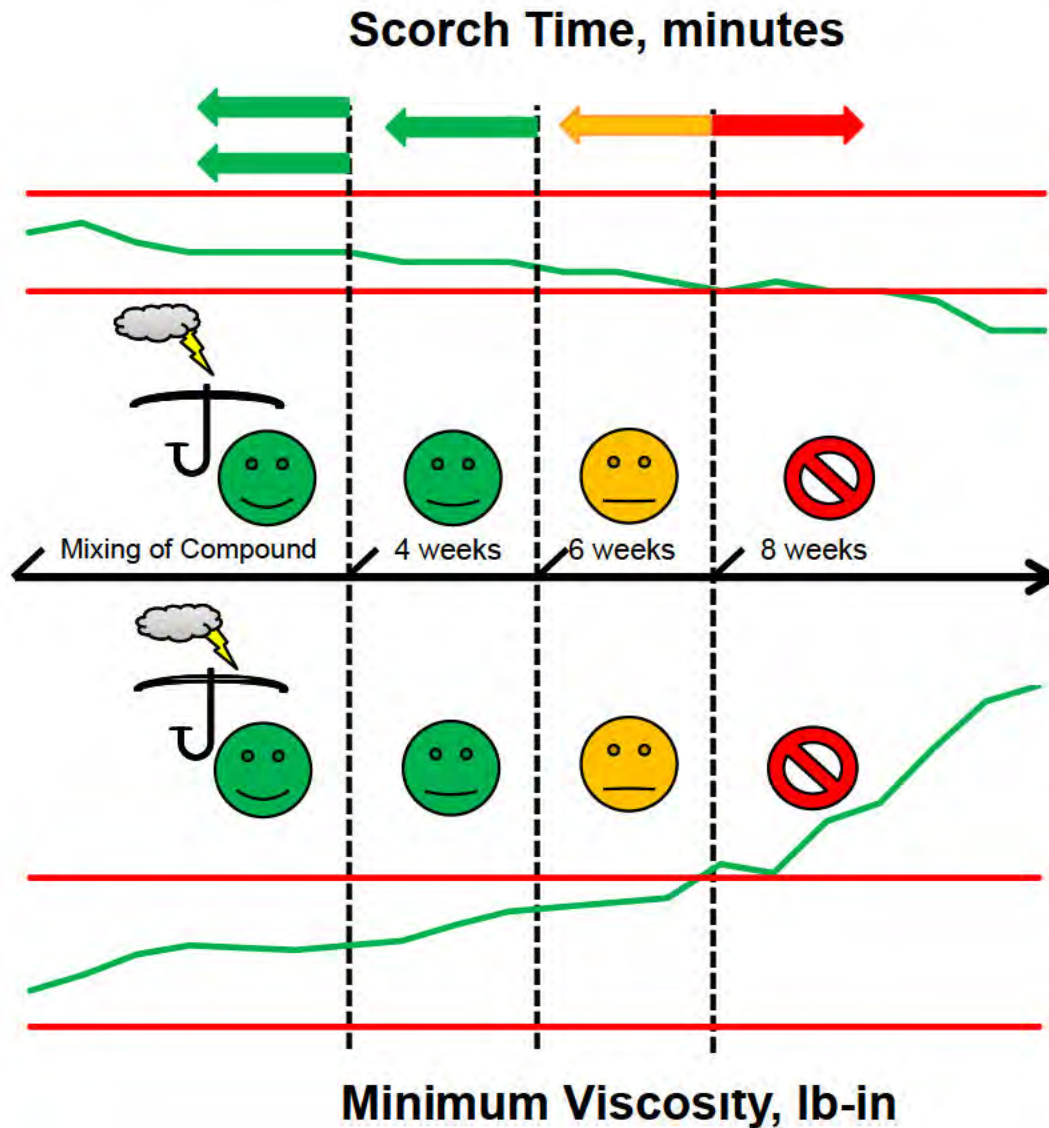 Scorch Time, minutes
Mixing of Compound
4 weeks
6 weeks
8 weeks
Minimum Viscosity, lb-in